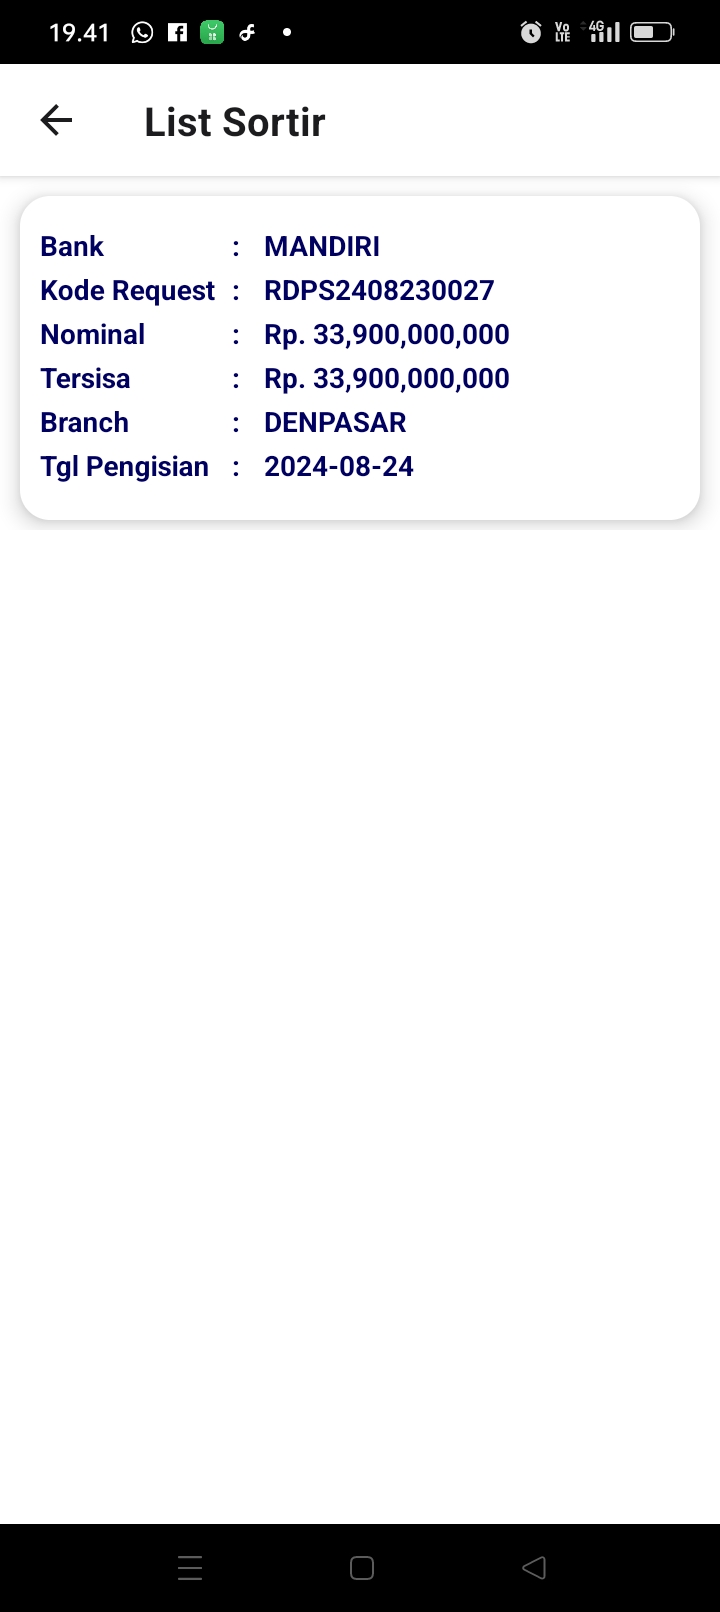 19.41 Vo LTE 4G
List Sortir
Bank : MANDIRI
Kode Request : RDPS2408230027
Nominal : Rp. 33,900,000,000
Tersisa : Rp. 33,900,000,000
Branch : DENPASAR
Tgl Pengisian : 2024-08-24